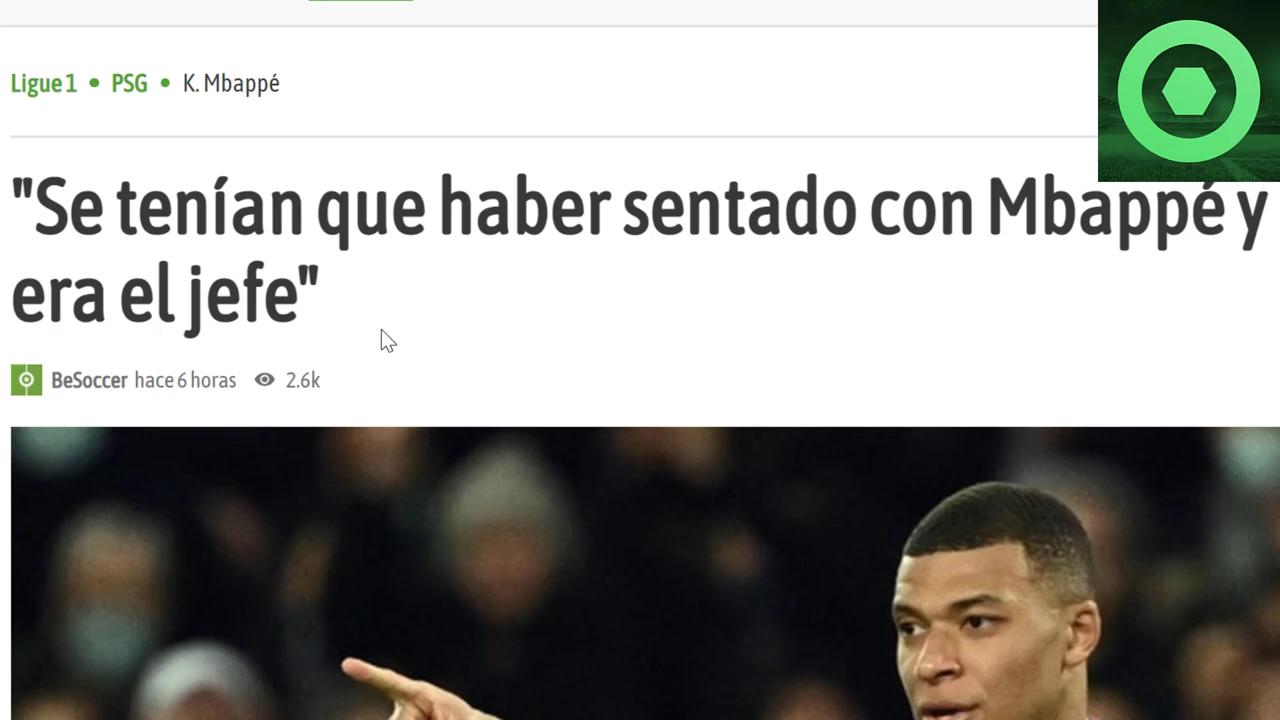 Ligue 1 • PSG • K. Mbappé
"Se tenían que haber sentado con Mbappé y
era el jefe"
BeSoccer hace 6 horas 2.6k